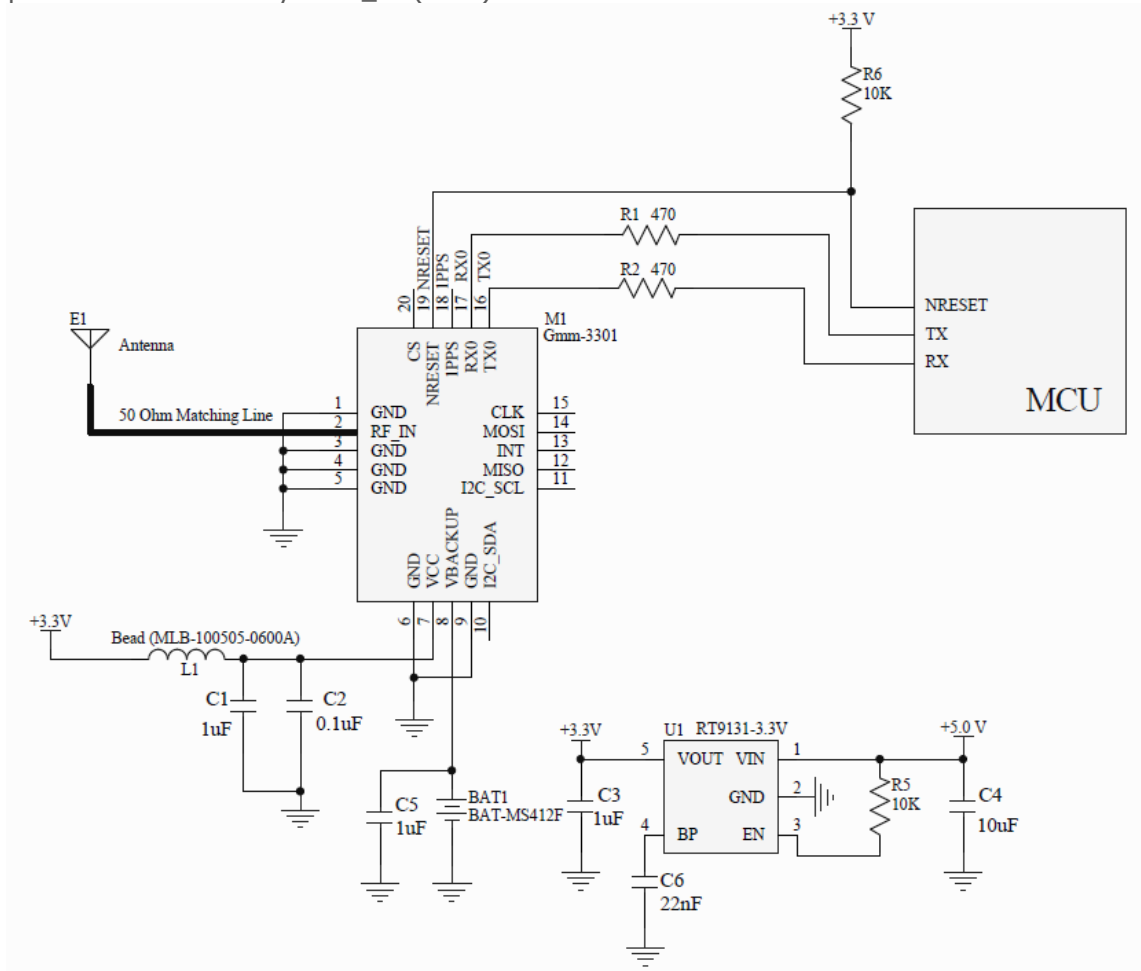 +3.3 V
R6
10K
R1 470
R2 470
20
19 NRESET
18 1PPS
17 RX0
16 TX0
M1
Gmm-3301
CS
NRESET
1PPS
RX0
TX0
NRESET
TX
RX
MCU
E1
Antenna
50 Ohm Matching Line
1 GND
2 RF_IN
3 GND
4 GND
5 GND
CLK 15
MOSI 14
INT 13
MISO 12
I2C_SCL 11
GND
VCC
VBACKUP
GND
I2C_SDA
6
7
8
9
10
+3.3V
Bead (MLB-100505-0600A)
L1
C1
1uF
C2
0.1uF
C5
1uF
BAT1
BAT-MS412F
+3.3V
U1 RT9131-3.3V
+5.0 V
5 VOUT VIN 1
GND 2
4 BP EN 3
C3
1uF
R5
10K
C4
10uF
C6
22nF